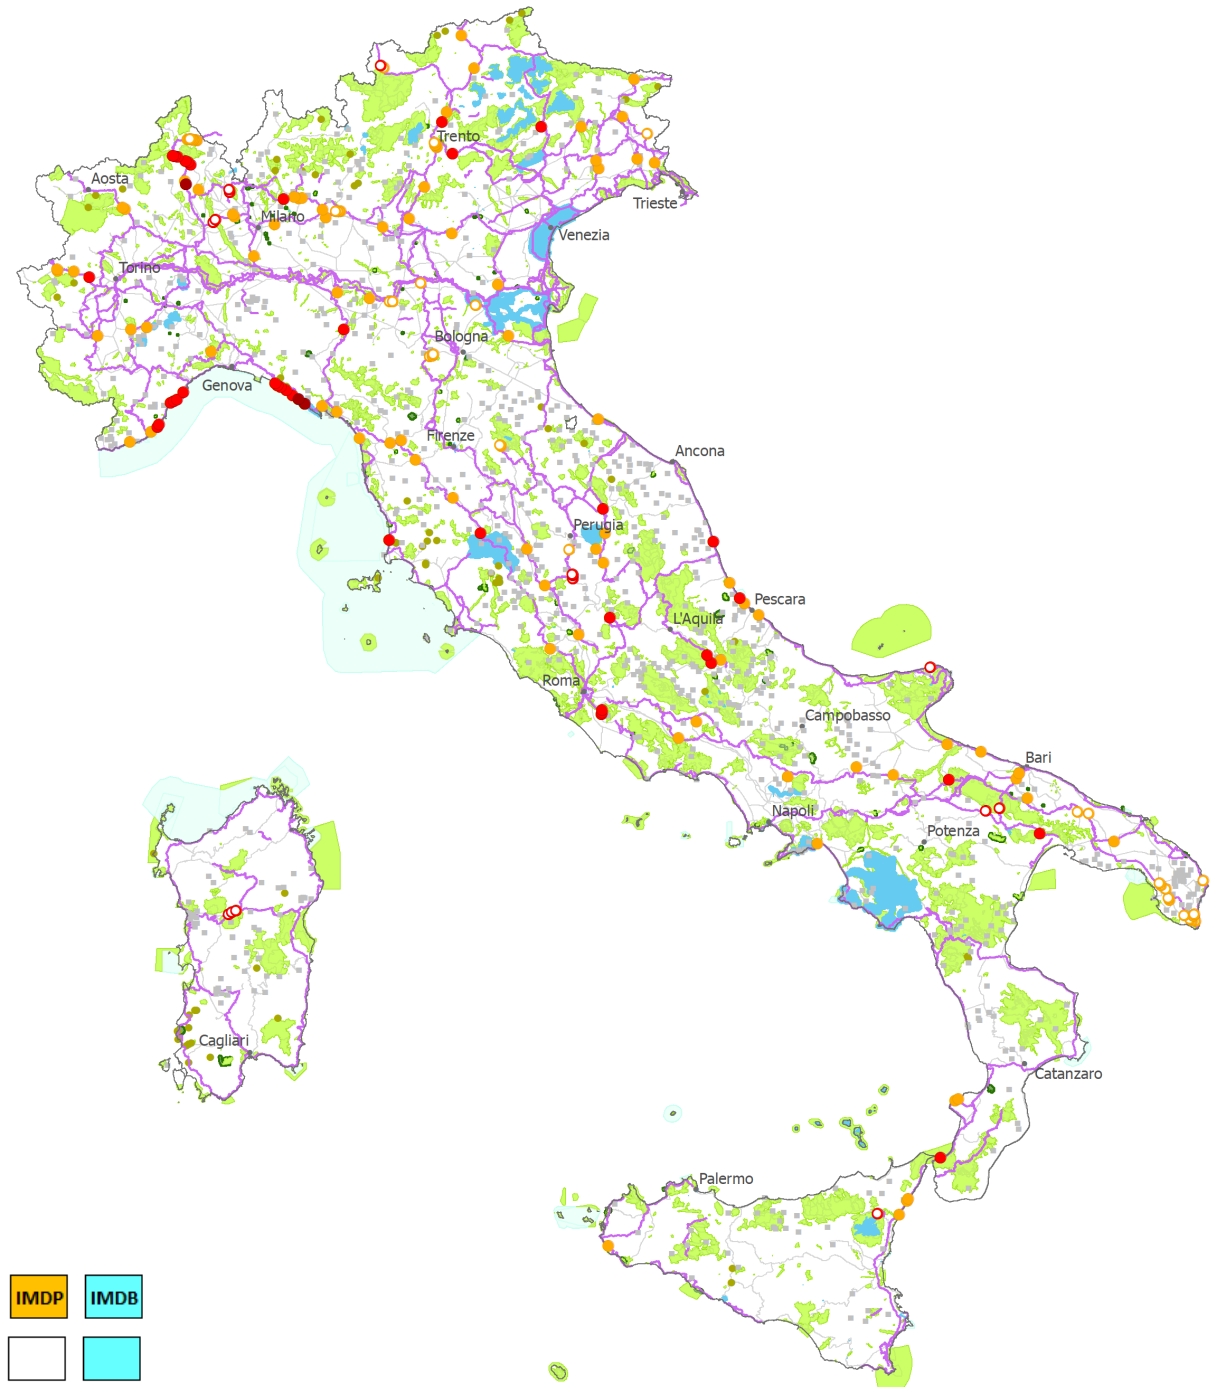 Trento
Aosta
Trieste
Milano
Venezia
Torino
Bologna
Genova
Firenze
Ancona
Perugia
Pescara
L'Aquila
Roma
Campobasso
Bari
Napoli
Potenza
Cagliari
Catanzaro
Palermo
IMDP IMDB